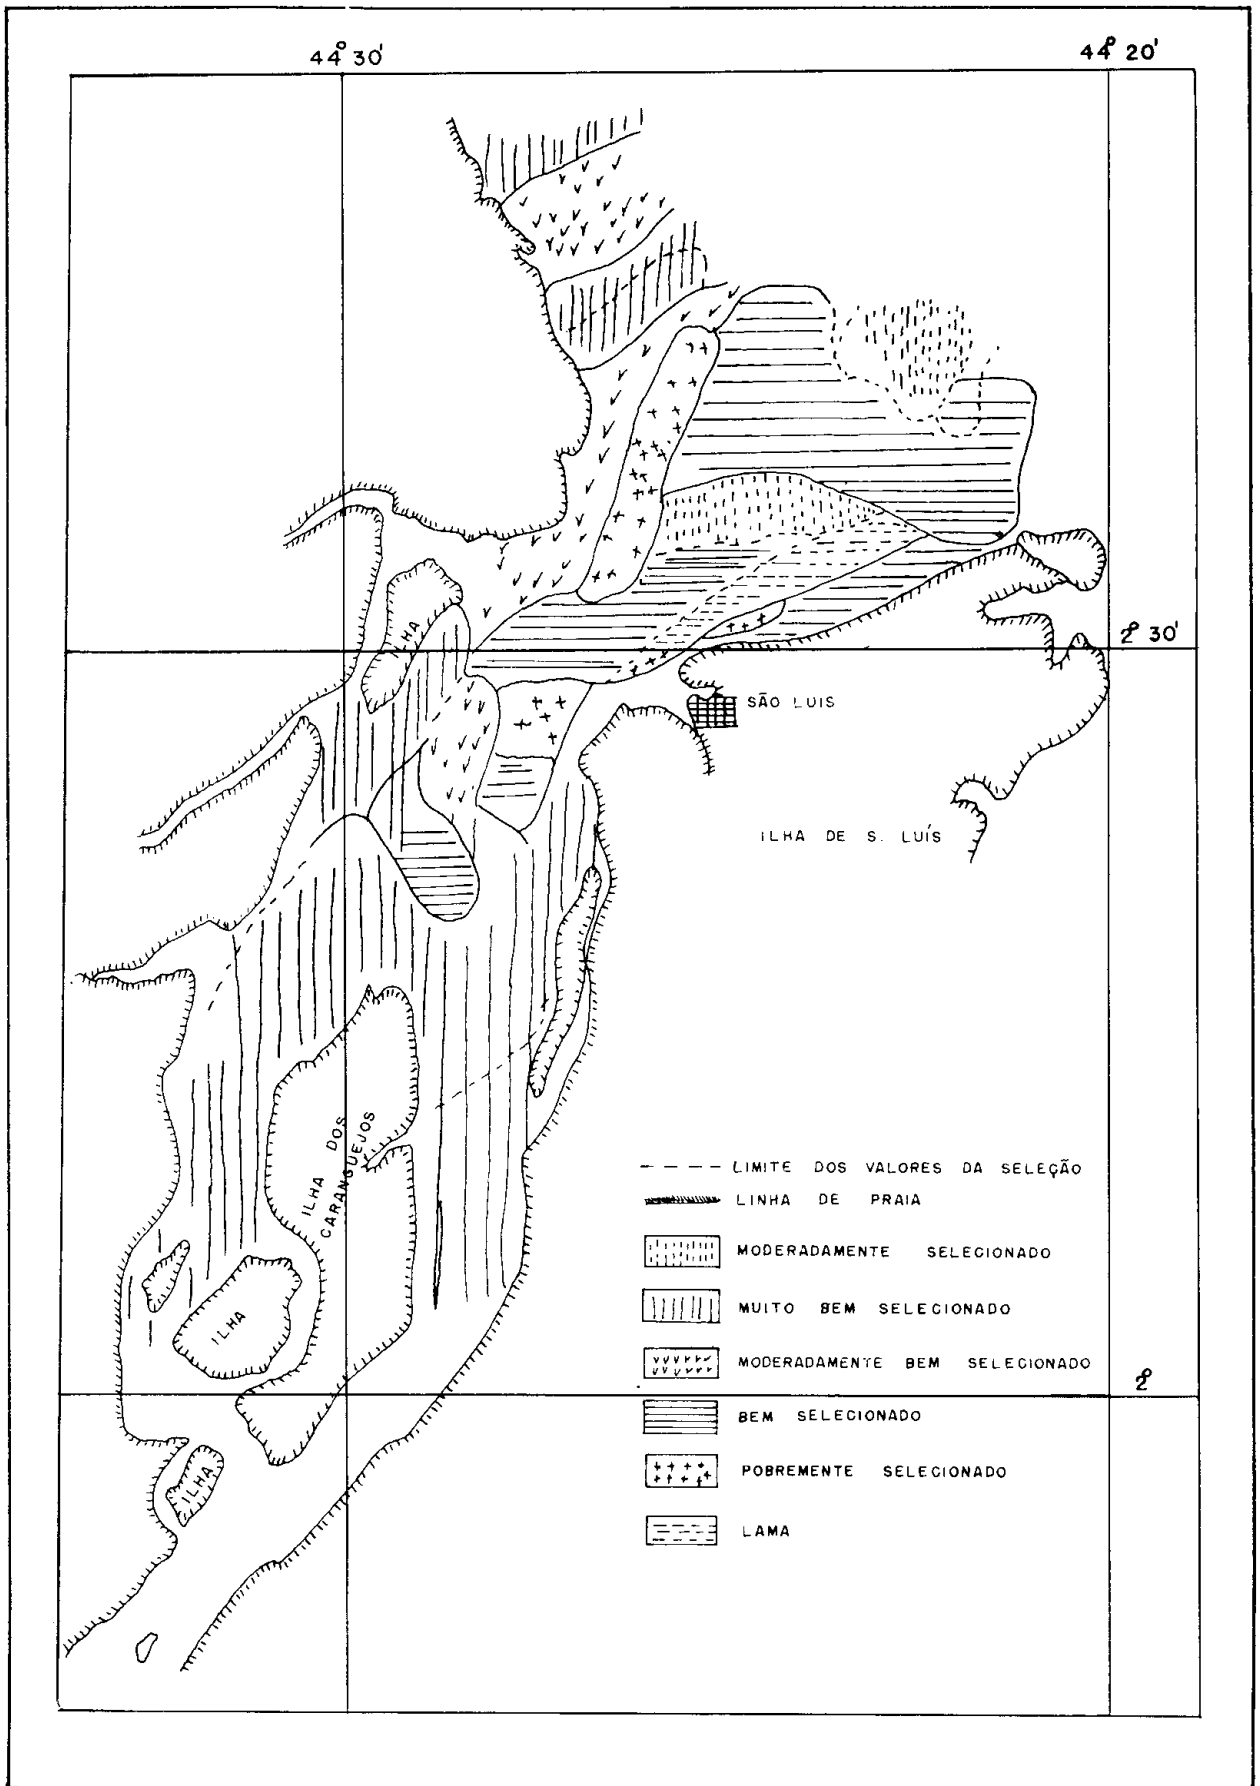 44° 30'
44° 20'
ILHA
2° 30'
SÃO LUIS
ILHA DE S. LUÍS
ILHA DOS
CARANGUEJOS
LIMITE DOS VALORES DA SELEÇÃO
LINHA DE PRAIA
MODERADAMENTE SELECIONADO
MUITO BEM SELECIONADO
ILHA
MODERADAMENTE BEM SELECIONADO
2°
BEM SELECIONADO
POBREMENTE SELECIONADO
ILHA
LAMA